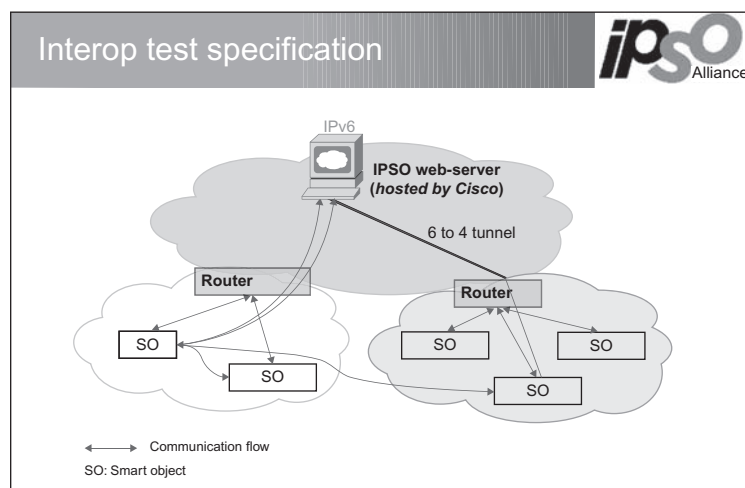 Interop test specification
ipso
Alliance
IPv6
IPSO web-server
(hosted by Cisco)
6 to 4 tunnel
Router
Router
SO
SO
SO
SO
SO
Communication flow
SO: Smart object